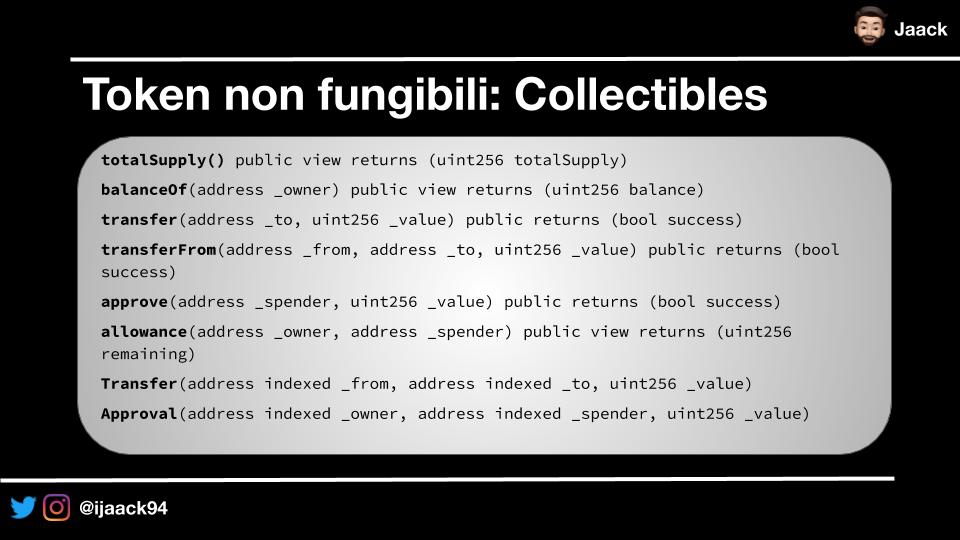 Jaack
Token non fungibili: Collectibles
totalSupply() public view returns (uint256 totalSupply)
balanceOf(address _owner) public view returns (uint256 balance)
transfer(address _to, uint256 _value) public returns (bool success)
transferFrom(address _from, address _to, uint256 _value) public returns (bool
success)
approve(address _spender, uint256 _value) public returns (bool success)
allowance(address _owner, address _spender) public view returns (uint256
remaining)
Transfer(address indexed _from, address indexed _to, uint256 _value)
Approval(address indexed _owner, address indexed _spender, uint256 _value)
@ijaack94